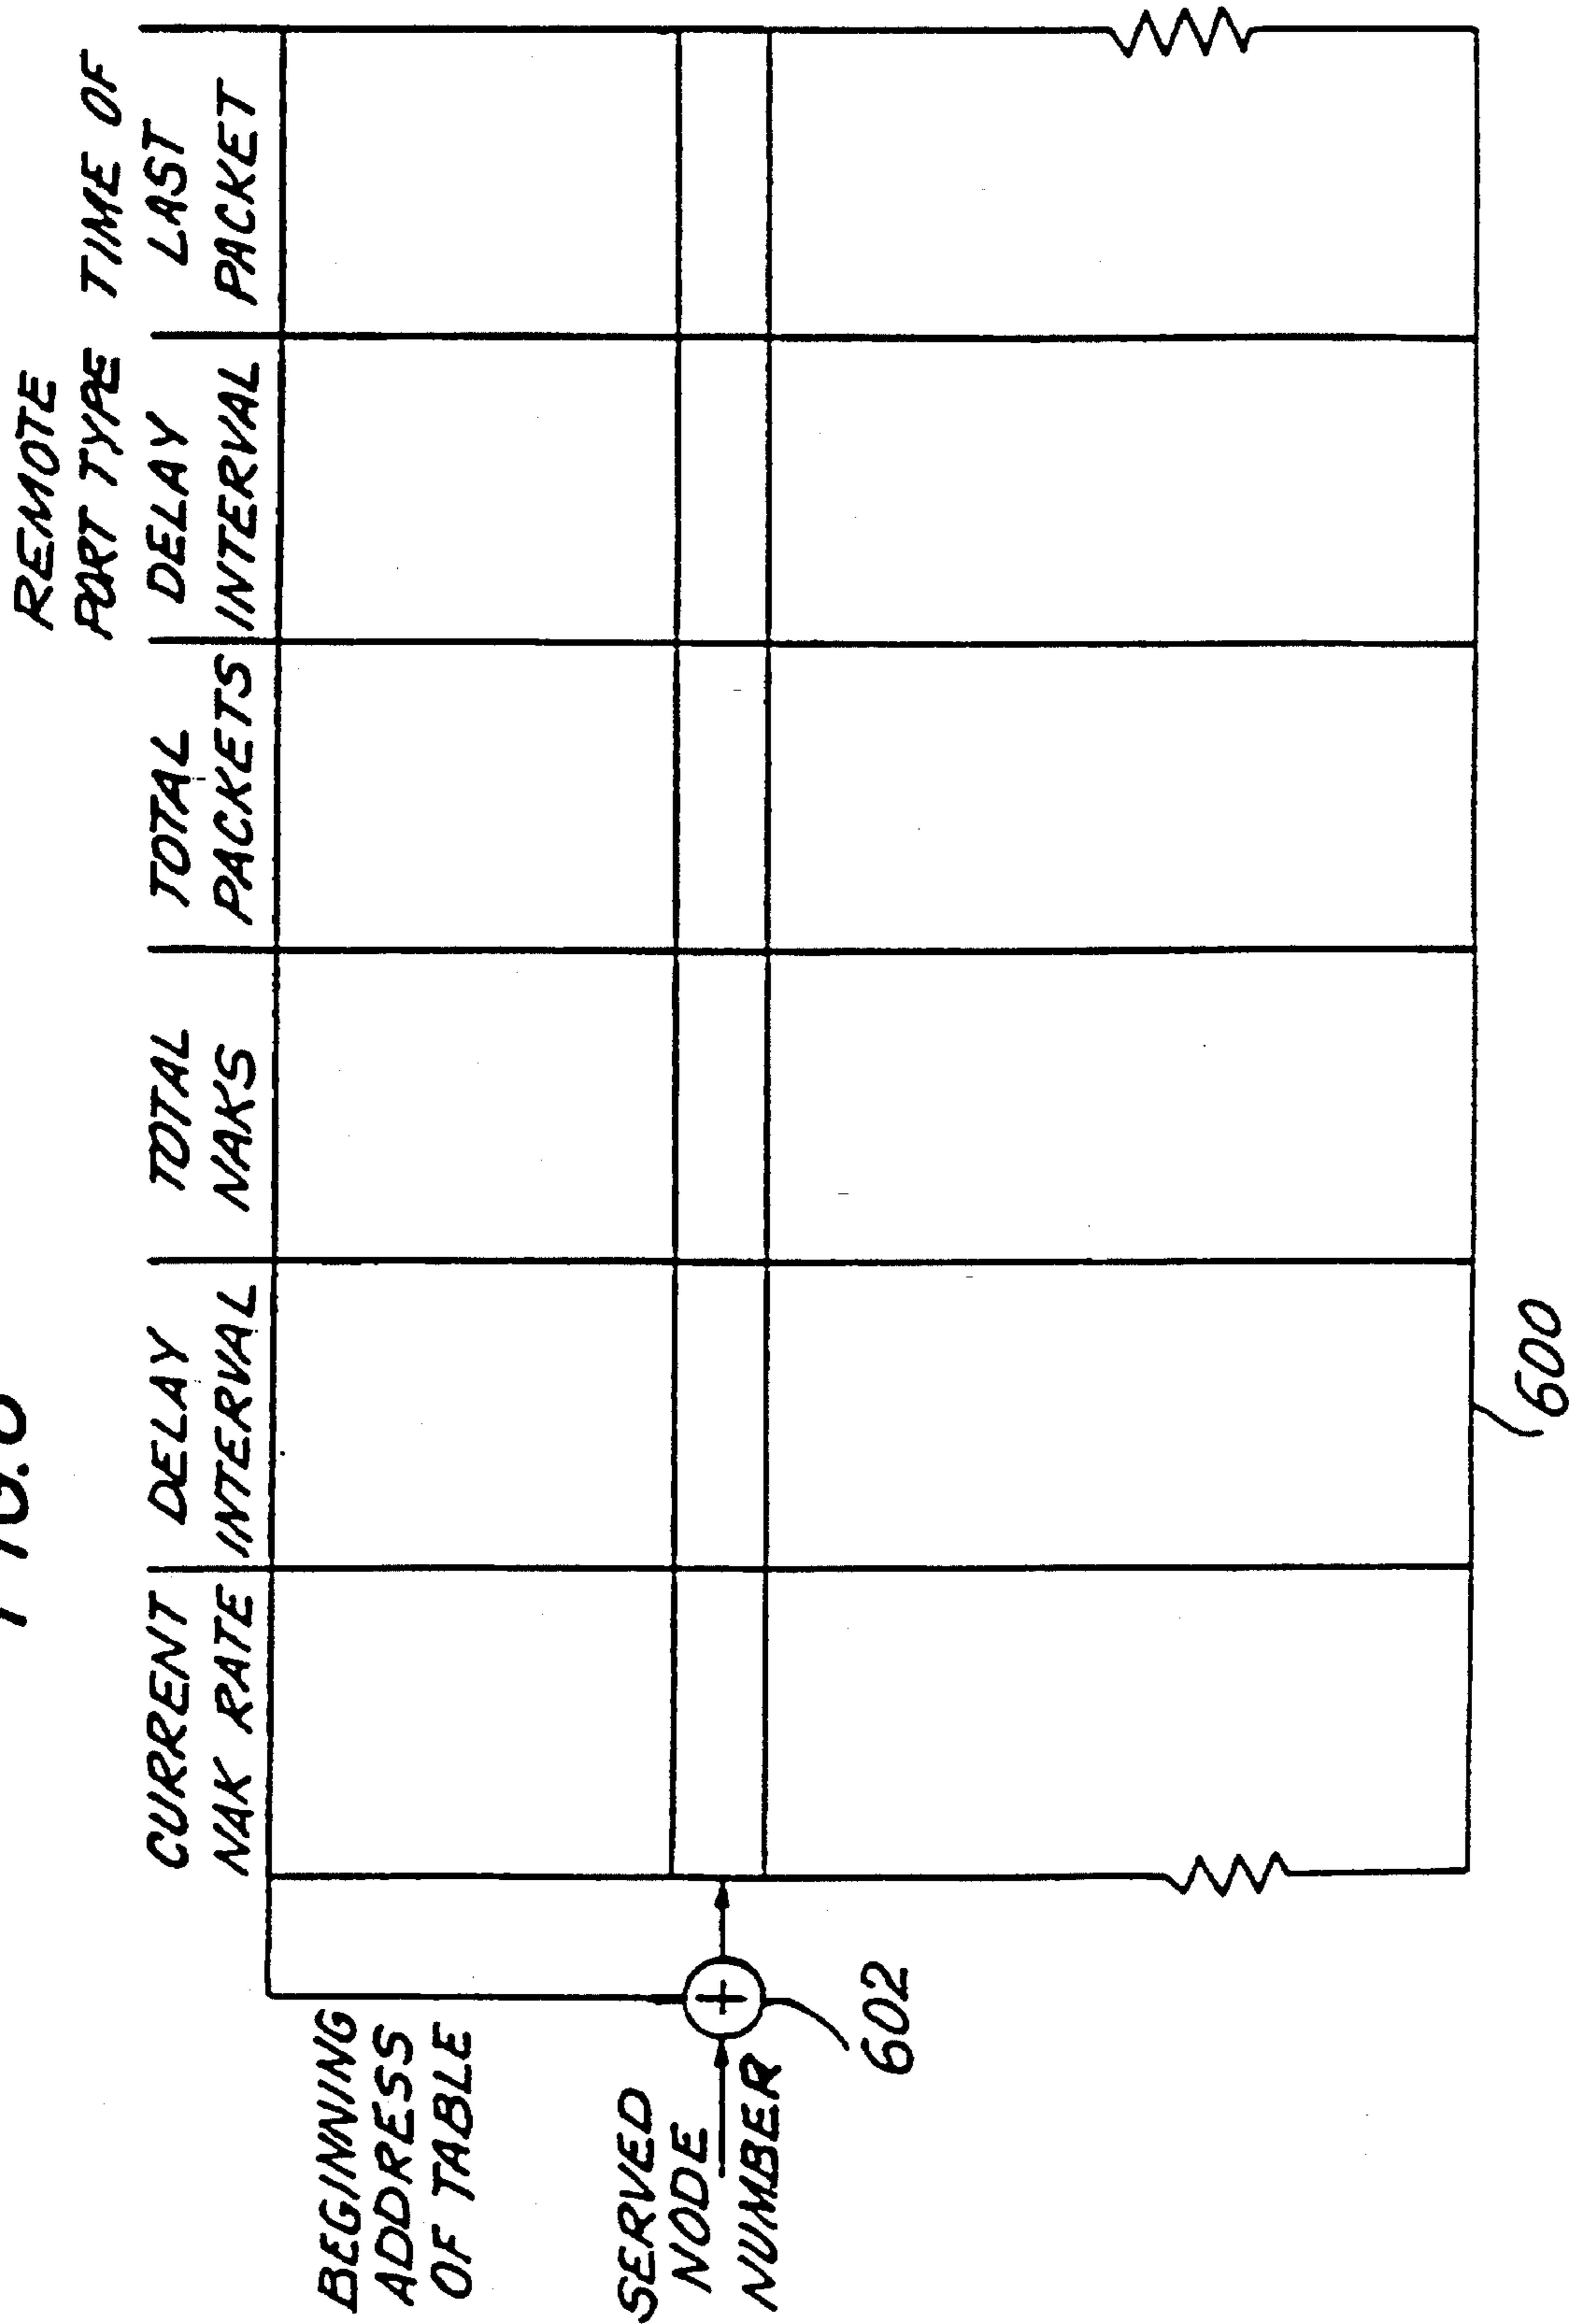 REMOTE
PORT TYPE
CURRENT
NAK RATE
DELAY
INTERVAL
TOTAL
NAKS
TOTAL
PACKETS
DELAY
INTERVAL
TIME OF
LAST
PACKET
BEGINNING
ADDRESS
OF TABLE
SERVED
NODE
NUMBER
602
600